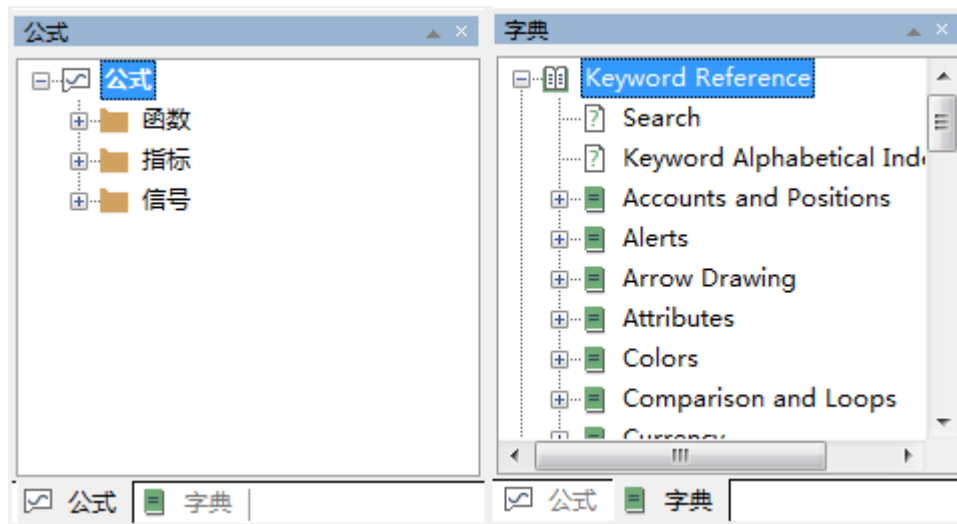 公式
公式
函数
指标
信号
公式 字典
字典
Keyword Reference
Search
Keyword Alphabetical Ind
Accounts and Positions
Alerts
Arrow Drawing
Attributes
Colors
Comparison and Loops
Currency
公式 字典